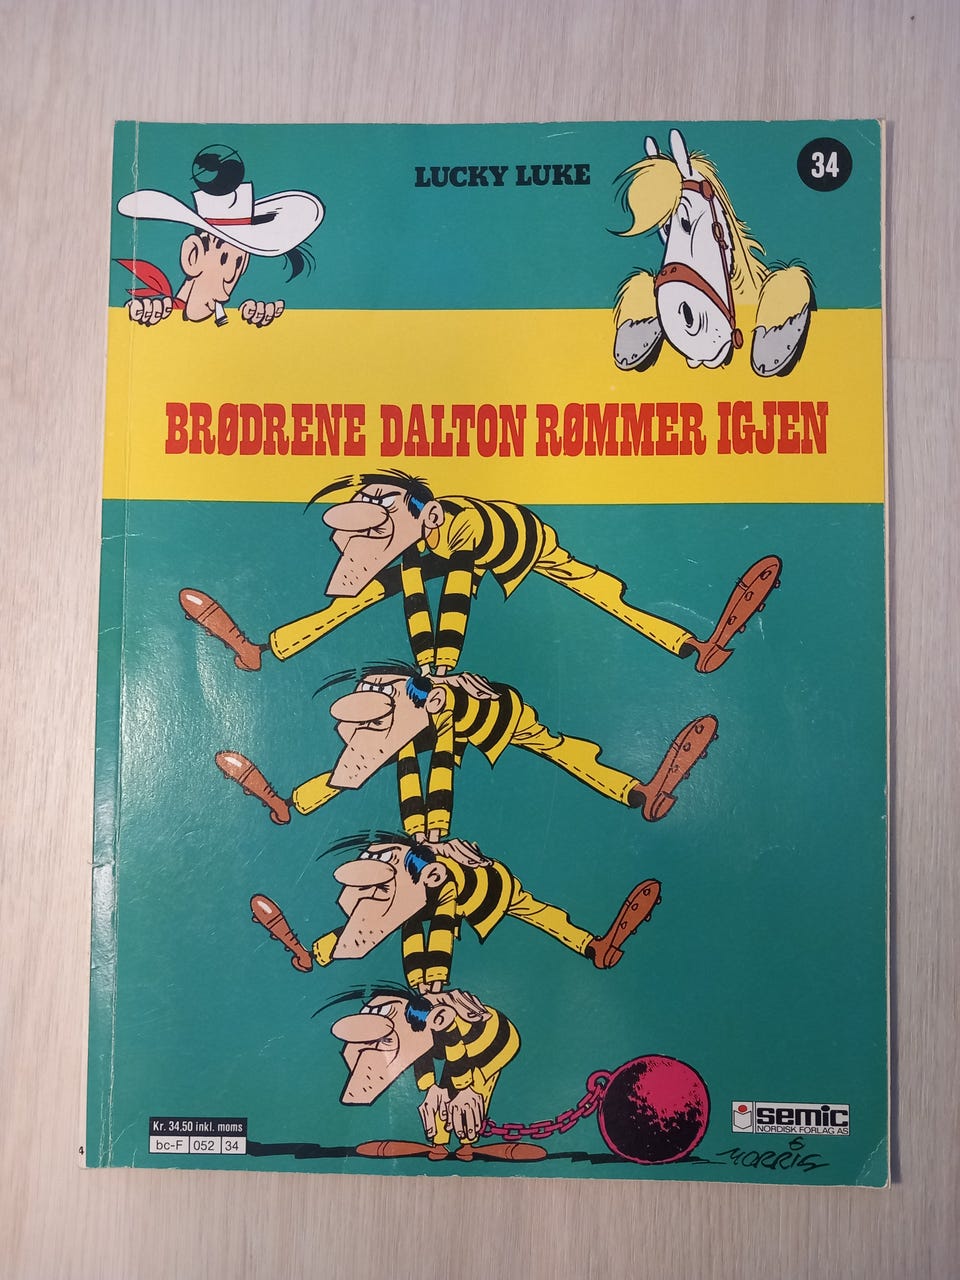 LUCKY LUKE
34
BRØDRENE DALTON RØMMER IGJEN
Kr. 34.50 inkl. moms
bc-F 052 34
semic
NORDISK FORLAG AS
MORRIS
4